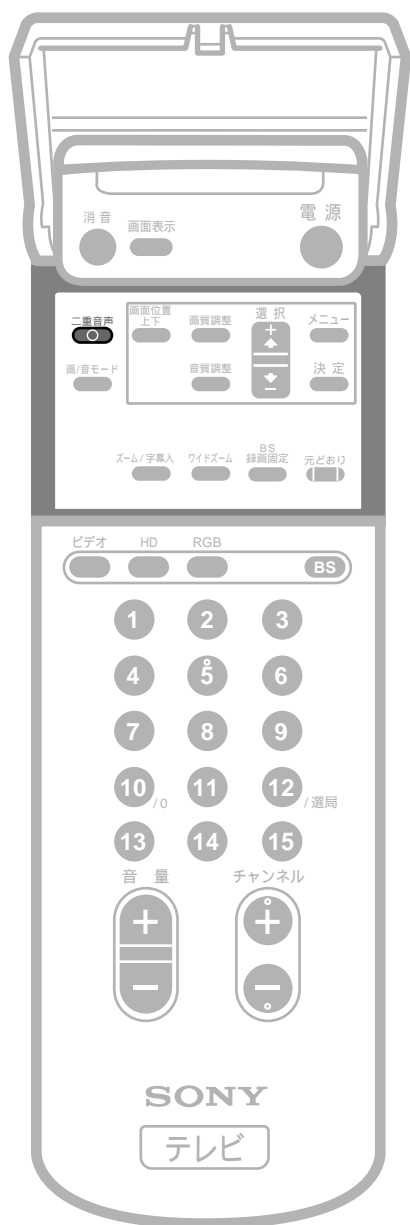 消音 画面表示 電源
二重音声 画面位置上下 画質調整 選択 メニュー
+
画/音モード 音質調整 決定
−
ズーム/字幕入 ワイドズーム BS録画固定 元どおり
ビデオ HD RGB BS
1 2 3
4 5 6
7 8 9
10/0 11 12/選局
13 14 15
音量 チャンネル
+ +
− −
SONY
テレビ